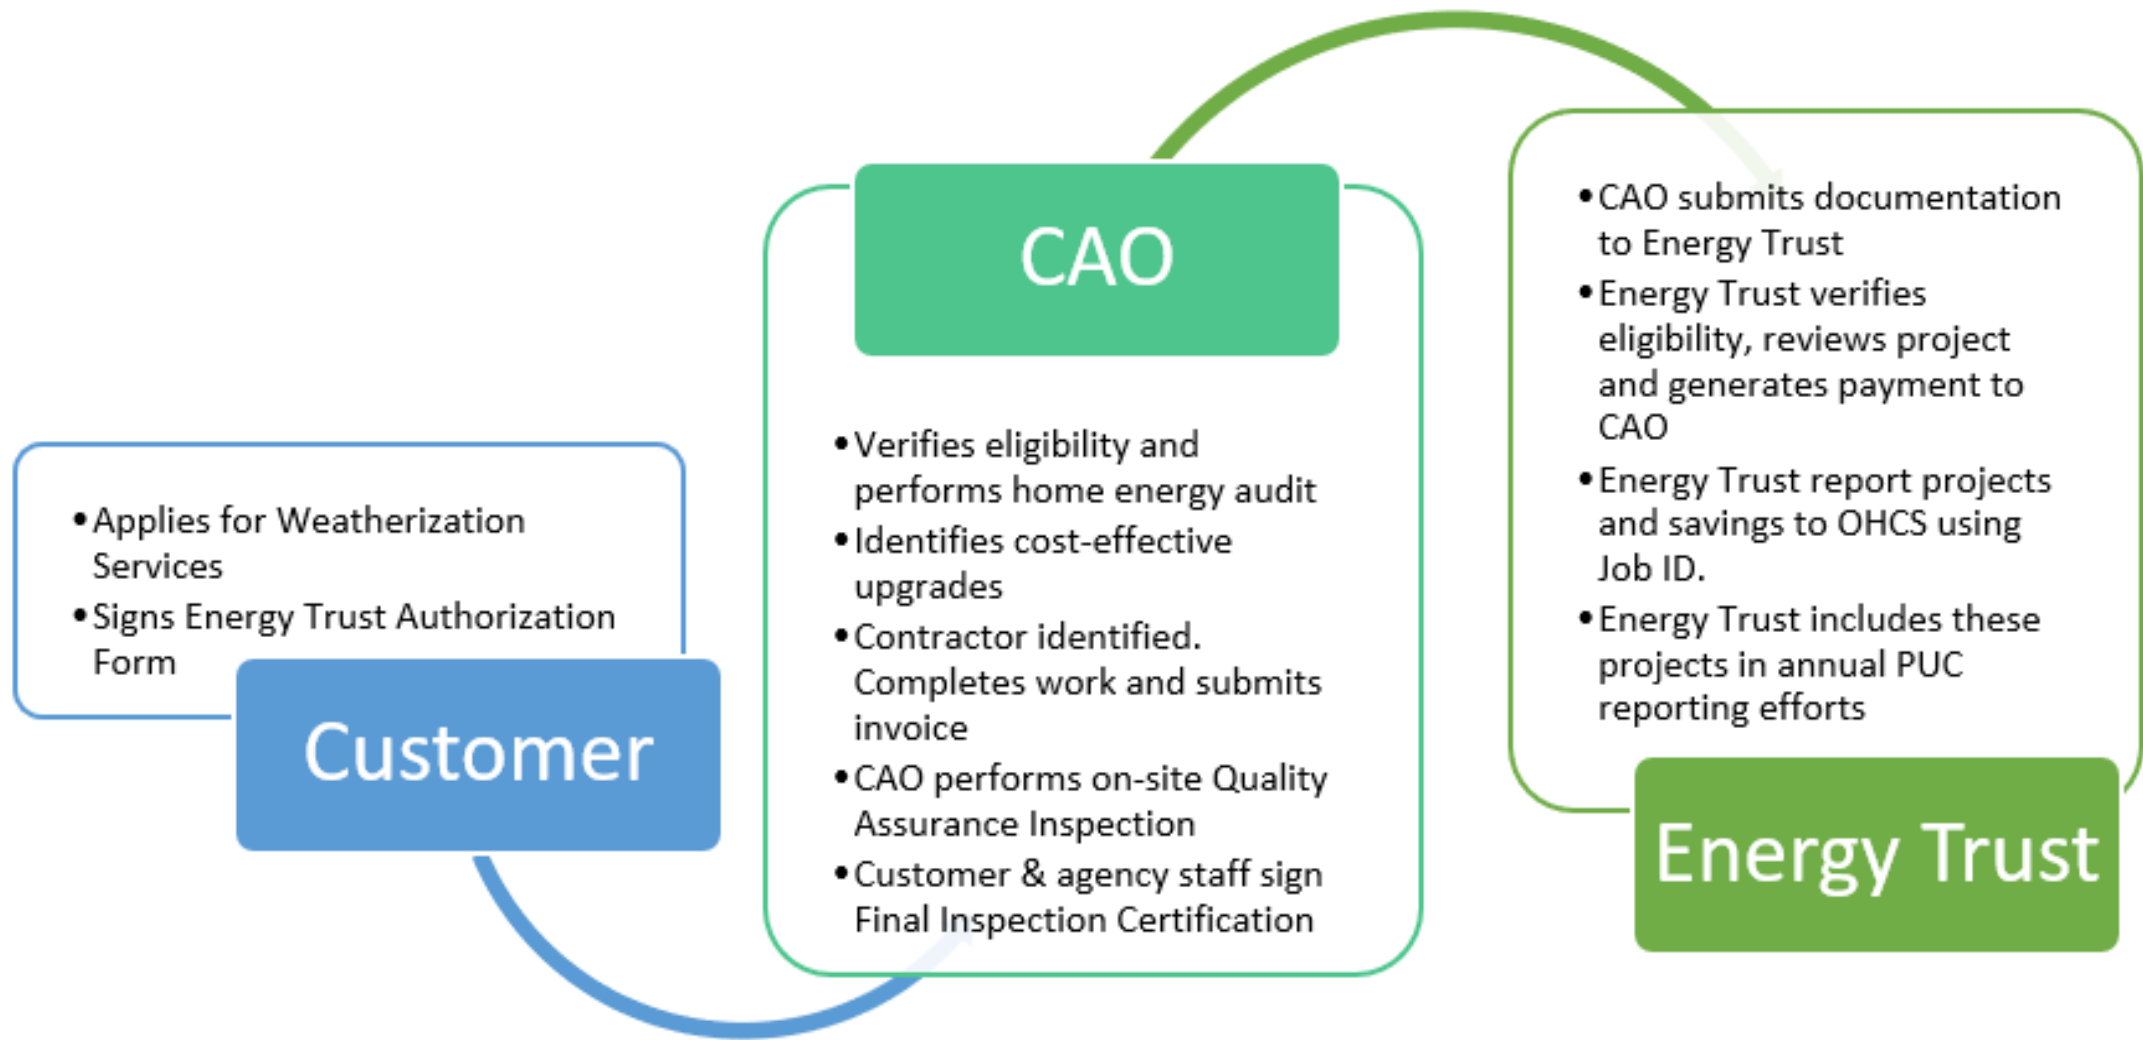 •Applies for Weatherization
Services
•Signs Energy Trust Authorization
Form
Customer
CAO
•Verifies eligibility and
performs home energy audit
•Identifies cost-effective
upgrades
•Contractor identified.
Completes work and submits
invoice
•CAO performs on-site Quality
Assurance Inspection
•Customer & agency staff sign
Final Inspection Certification
•CAO submits documentation
to Energy Trust
•Energy Trust verifies
eligibility, reviews project
and generates payment to
CAO
•Energy Trust report projects
and savings to OHCS using
Job ID.
•Energy Trust includes these
projects in annual PUC
reporting efforts
Energy Trust